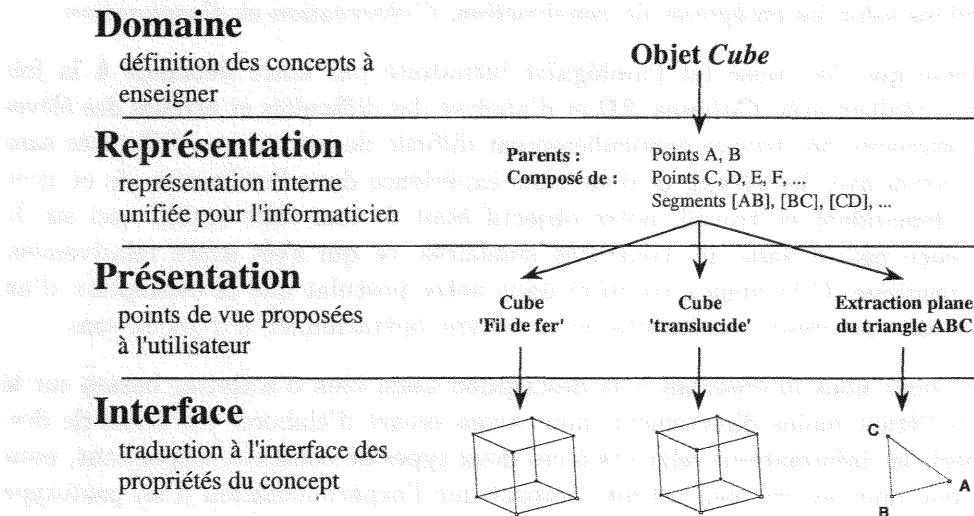 Domaine
définition des concepts à
enseigner
Objet Cube
Représentation
représentation interne
unifiée pour l'informaticien
Parents : Points A, B
Composé de : Points C, D, E, F, ...
Segments [AB], [BC], [CD], ...
Présentation
points de vue proposées
à l'utilisateur
Cube
'Fil de fer'
Cube
'translucide'
Extraction plane
du triangle ABC
Interface
traduction à l'interface des
propriétés du concept
C
A
B